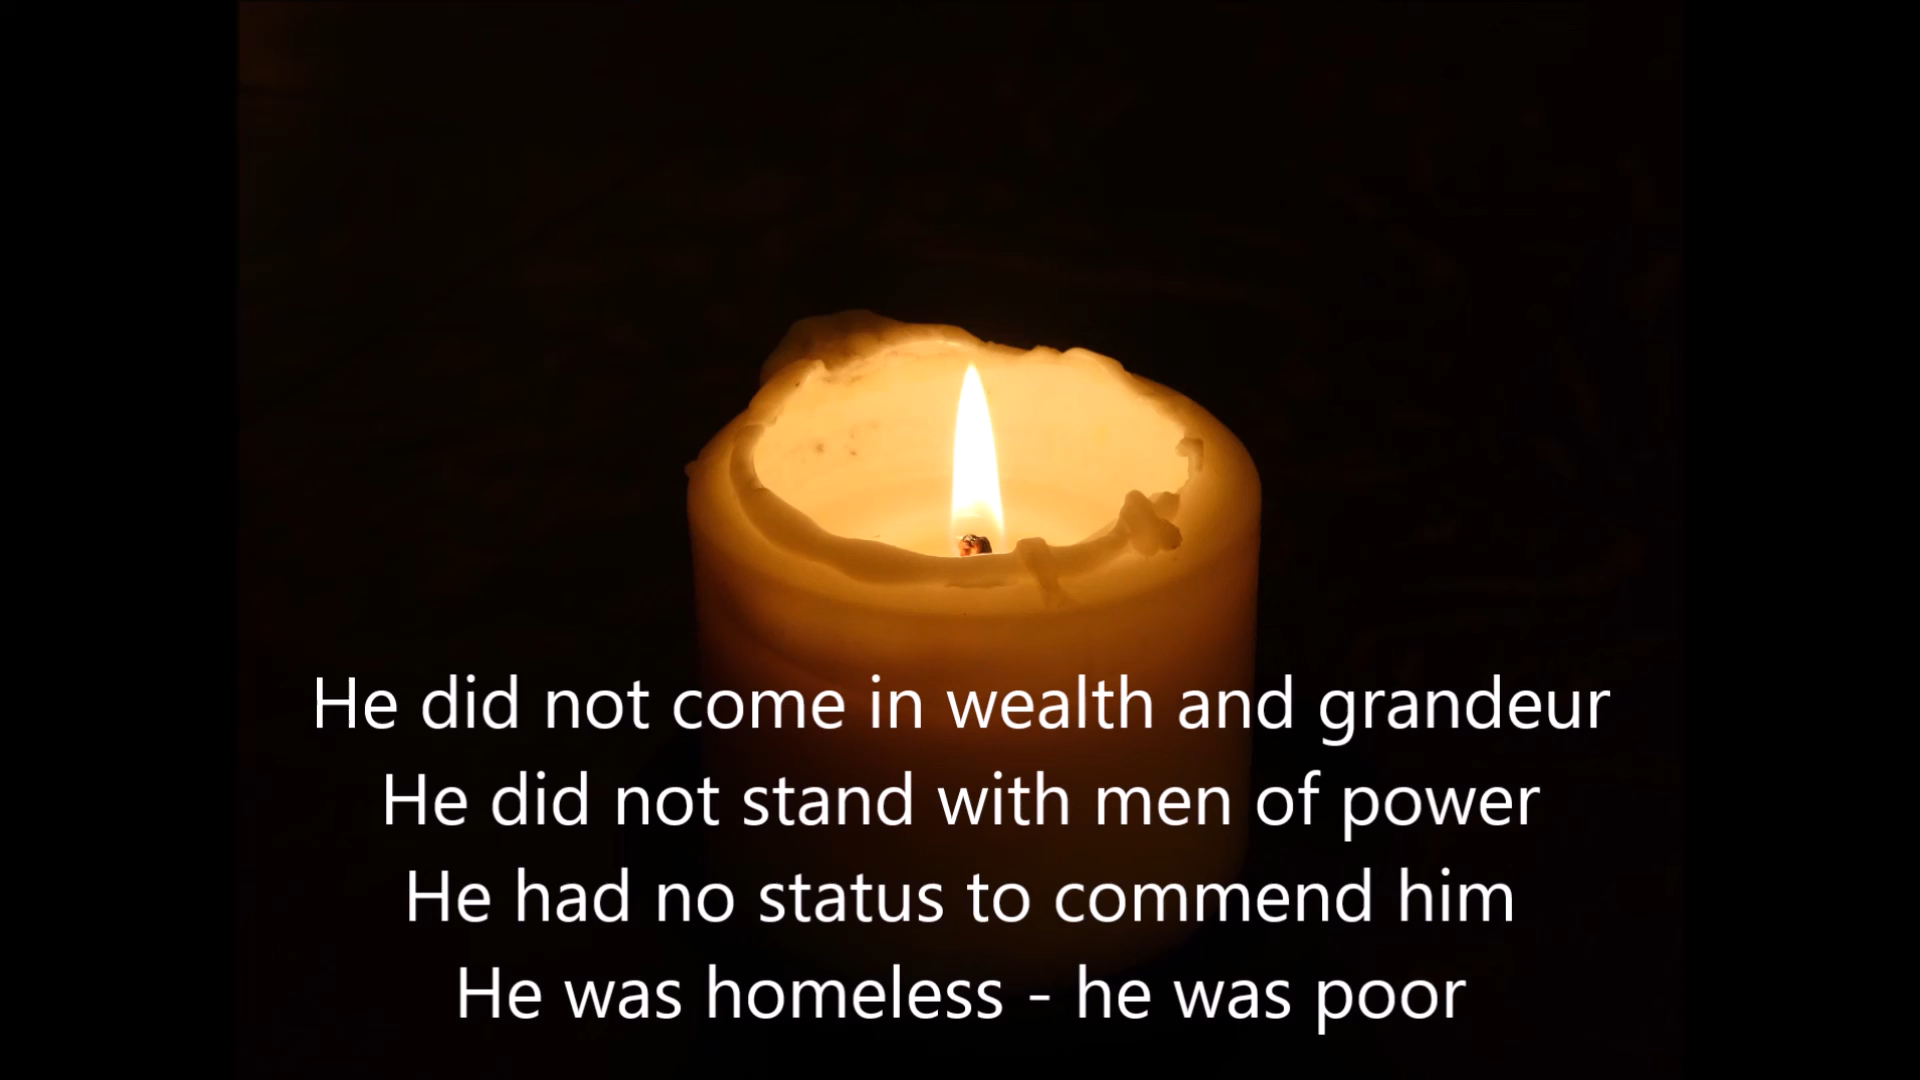 He did not come in wealth and grandeur
He did not stand with men of power
He had no status to commend him
He was homeless - he was poor